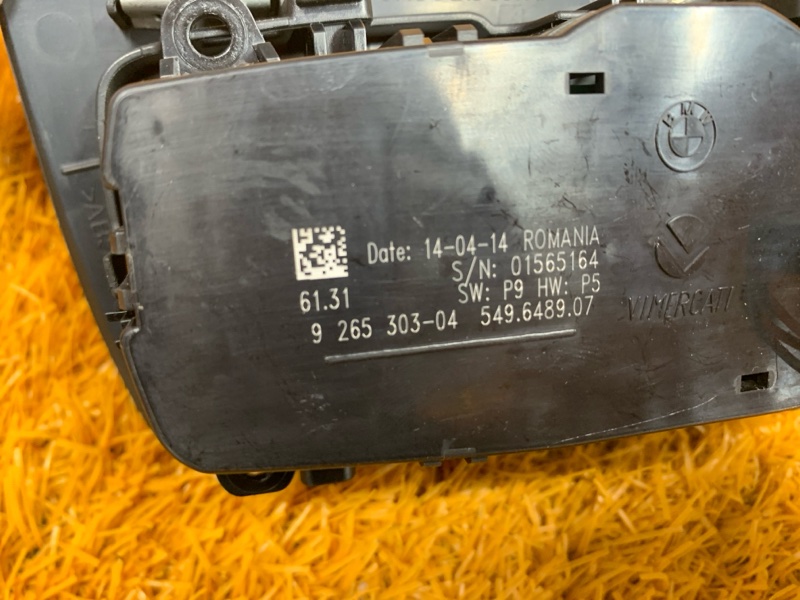 BMW
Date: 14-04-14 ROMANIA
S/N: 01565164
61.31 SW: P9 HW: P5
9 265 303-04 549.6489.07
VIMERCATI